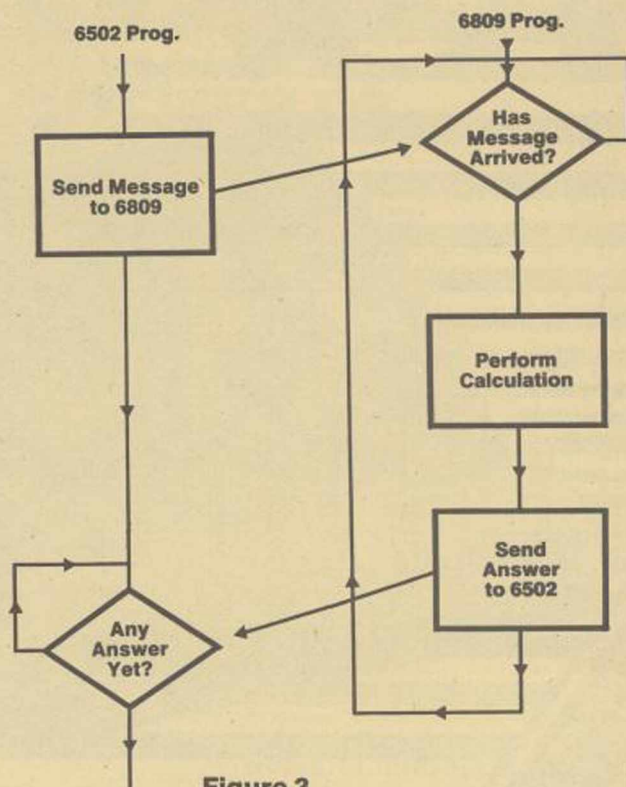 6502 Prog.
6809 Prog.
Has
Message
Arrived?
Send Message
to 6809
Perform
Calculation
Send
Answer
to 6502
Any
Answer
Yet?
Figure